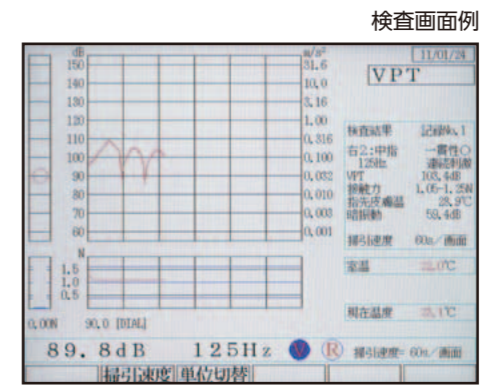 検査画面例
dB
m/s²
11/01/24
150
31.6
VPT
140
10.0
130
3.16
120
1.00
検査結果 記録No.1
110
0.316
右2:中指 一貫性○
125Hz 連続刺激
100
0.100
VPT 103.4dB
90
0.032
接触力 1.05-1.25N
指先皮膚温 28.9℃
80
0.010
暗振動 59.4dB
70
0.003
60
0.001
掃引速度 60s/画面
N
室温 22.0℃
1.5
1.0
0.5
現在温度 23.1℃
0.00N 90.0 [DIAL]
89.8dB 125Hz V R 掃引速度= 60s/画面
掃引速度 単位切替